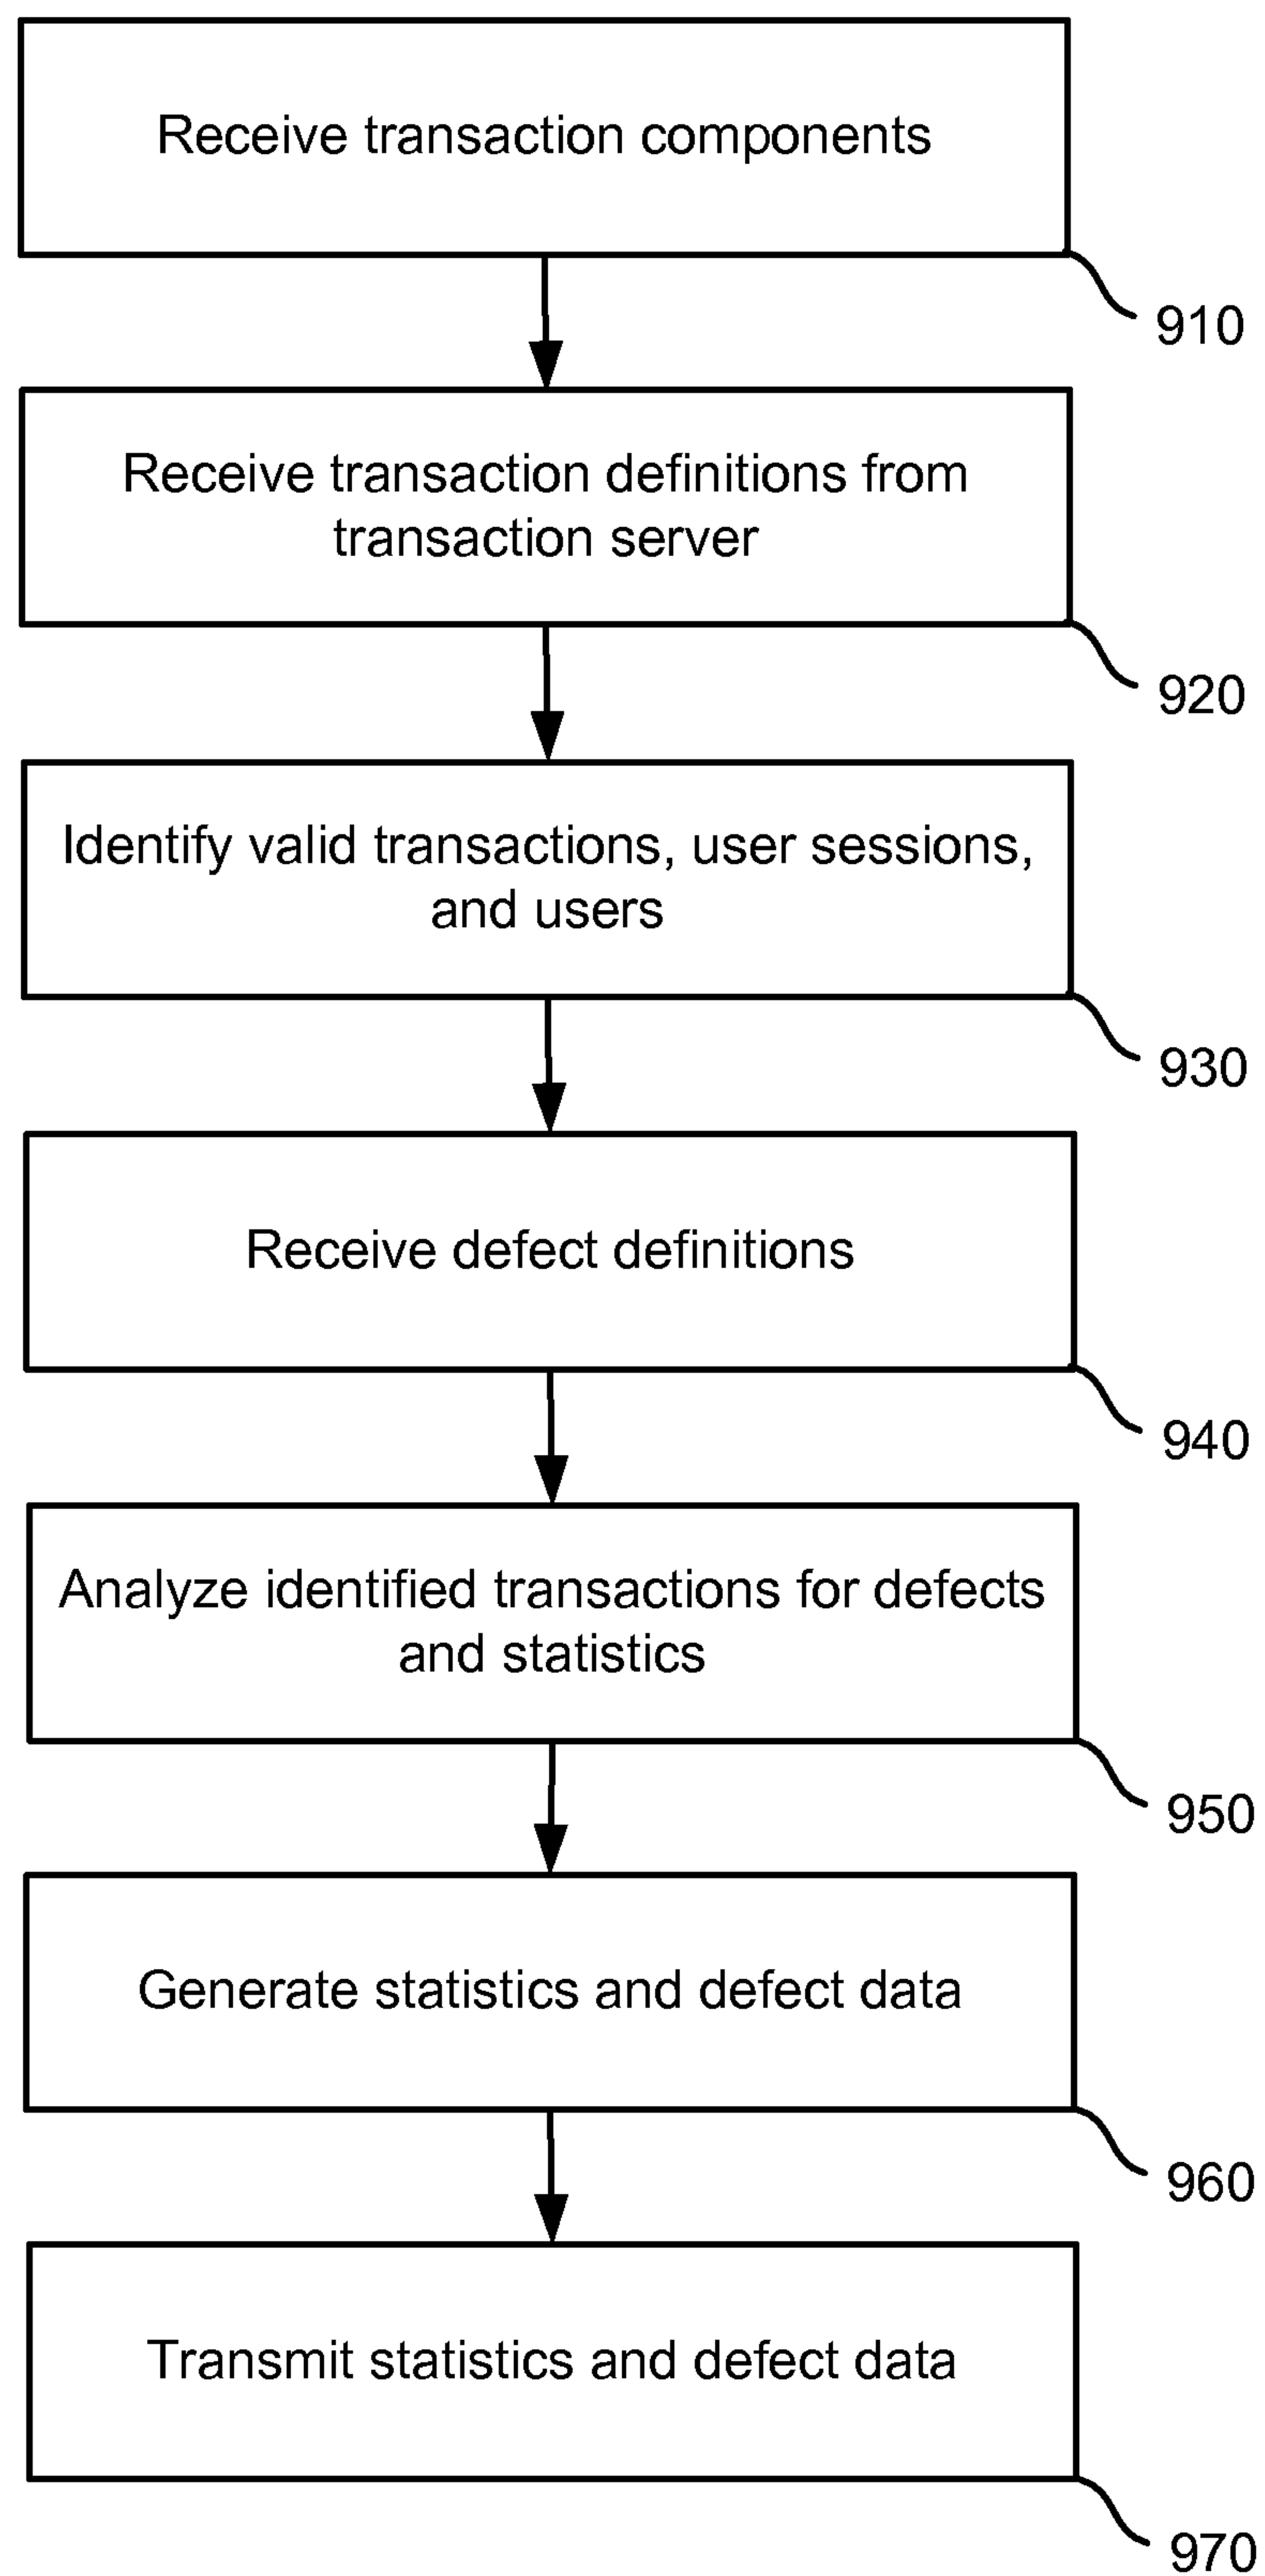 Receive transaction components
910
Receive transaction definitions from
transaction server
920
Identify valid transactions, user sessions,
and users
930
Receive defect definitions
940
Analyze identified transactions for defects
and statistics
950
Generate statistics and defect data
960
Transmit statistics and defect data
970